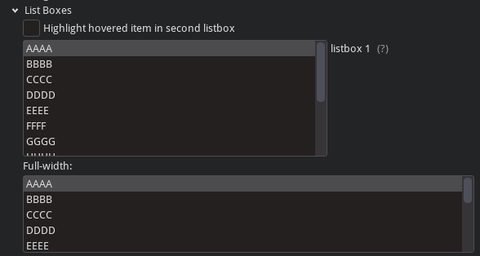 List Boxes
Highlight hovered item in second listbox
AAAA
BBBB
CCCC
DDDD
EEEE
FFFF
GGGG
HHHH
listbox 1 (?)
Full-width:
AAAA
BBBB
CCCC
DDDD
EEEE